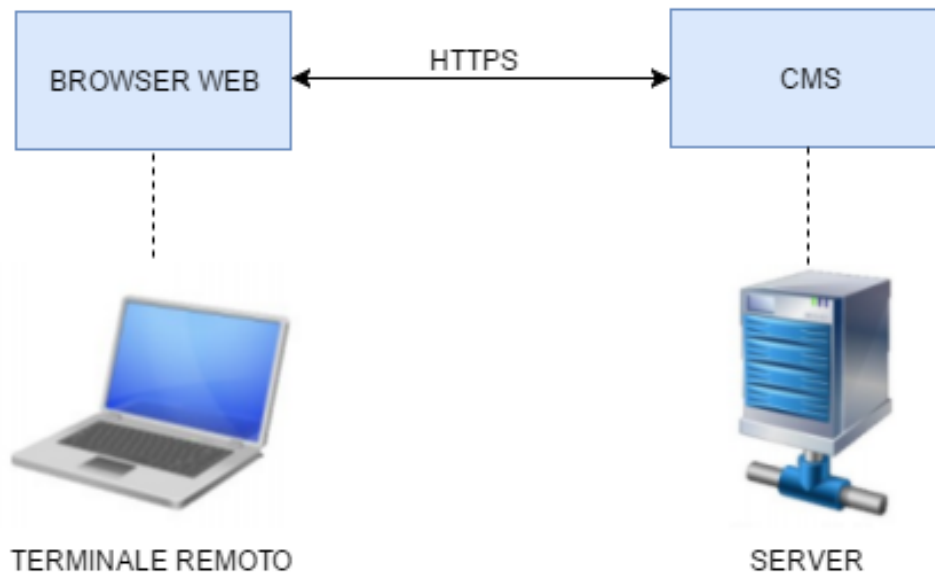 BROWSER WEB
HTTPS
CMS
TERMINALE REMOTO
SERVER